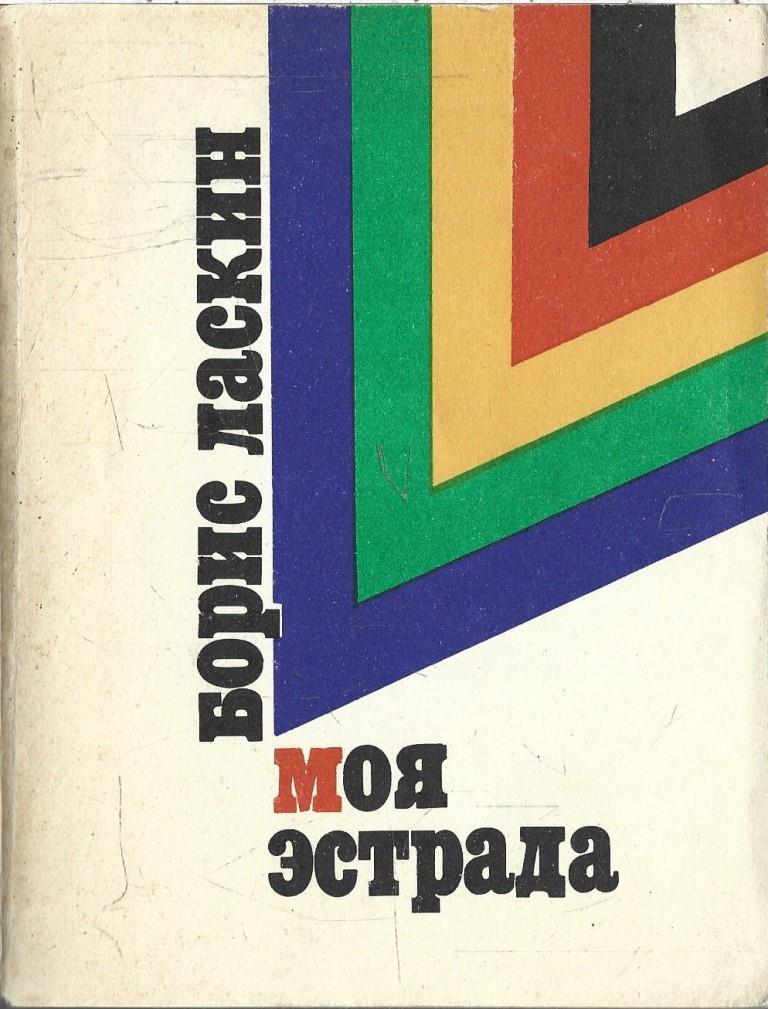 Борис Ласкин
Моя
эстрада